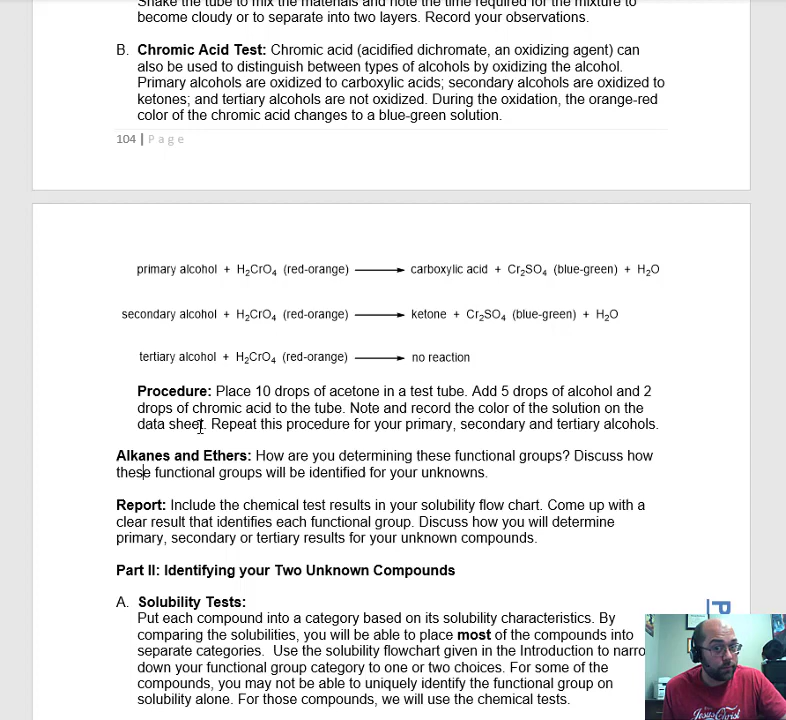 Shake the tube to mix the materials and note the time required for the mixture to
become cloudy or to separate into two layers. Record your observations.
B. Chromic Acid Test: Chromic acid (acidified dichromate, an oxidizing agent) can
also be used to distinguish between types of alcohols by oxidizing the alcohol.
Primary alcohols are oxidized to carboxylic acids; secondary alcohols are oxidized to
ketones; and tertiary alcohols are not oxidized. During the oxidation, the orange-red
color of the chromic acid changes to a blue-green solution.
104 | Page
primary alcohol + H₂CrO₄ (red-orange) ⟶ carboxylic acid + Cr₂SO₄ (blue-green) + H₂O
secondary alcohol + H₂CrO₄ (red-orange) ⟶ ketone + Cr₂SO₄ (blue-green) + H₂O
tertiary alcohol + H₂CrO₄ (red-orange) ⟶ no reaction
Procedure: Place 10 drops of acetone in a test tube. Add 5 drops of alcohol and 2
drops of chromic acid to the tube. Note and record the color of the solution on the
data sheet. Repeat this procedure for your primary, secondary and tertiary alcohols.
Alkanes and Ethers: How are you determining these functional groups? Discuss how
these functional groups will be identified for your unknowns.
Report: Include the chemical test results in your solubility flow chart. Come up with a
clear result that identifies each functional group. Discuss how you will determine
primary, secondary or tertiary results for your unknown compounds.
Part II: Identifying your Two Unknown Compounds
A. Solubility Tests:
Put each compound into a category based on its solubility characteristics. By
comparing the solubilities, you will be able to place most of the compounds into
separate categories. Use the solubility flowchart given in the Introduction to narro
down your functional group category to one or two choices. For some of the
compounds, you may not be able to uniquely identify the functional group on
solubility alone. For those compounds, we will use the chemical tests.
P
Jesus Christ